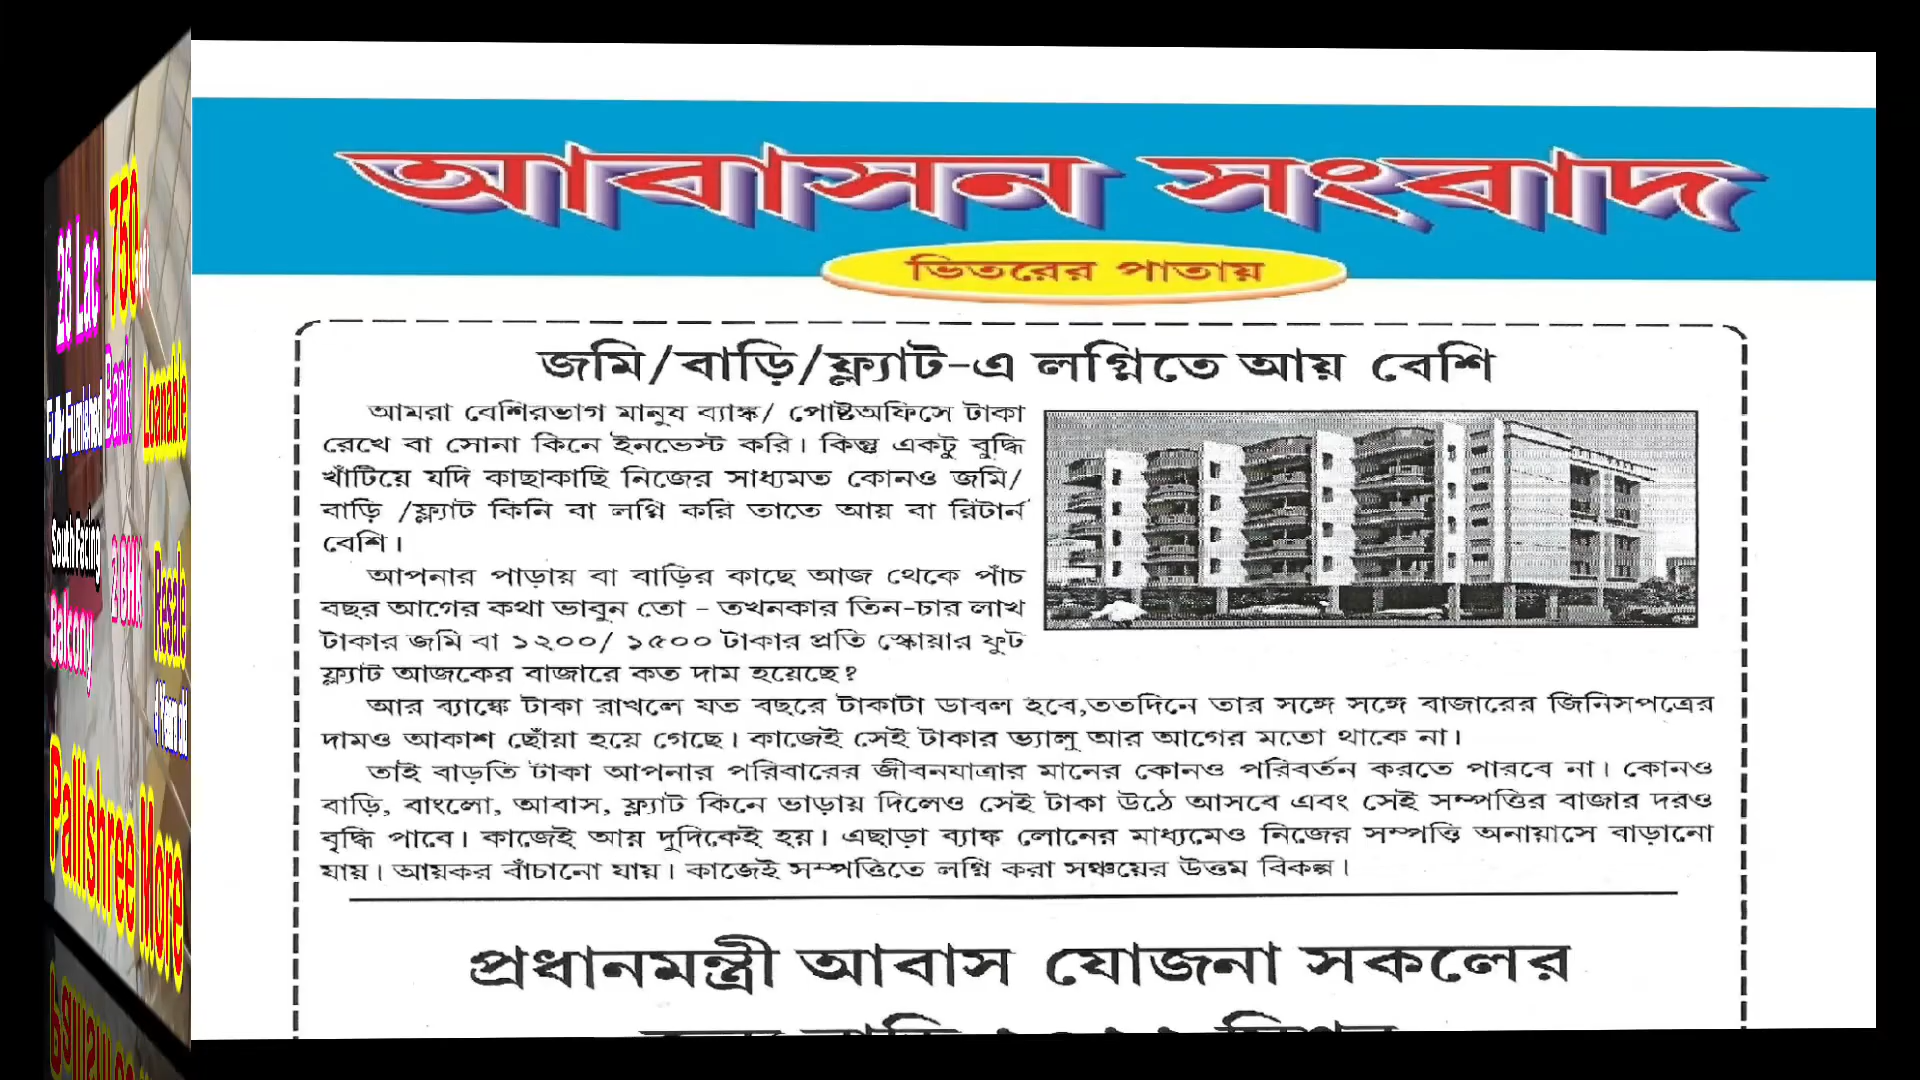 আবাসন সংবাদ
ভিতরের পাতায়
জমি/বাড়ি/ফ্ল্যাট-এ লগ্নিতে আয় বেশি
আমরা বেশিরভাগ মানুষ ব্যাঙ্ক/ পোষ্টঅফিসে টাকা
রেখে বা সোনা কিনে ইনভেস্ট করি। কিন্তু একটু বুদ্ধি
খাঁটিয়ে যদি কাছাকাছি নিজের সাধ্যমত কোনও জমি/
বাড়ি /ফ্ল্যাট কিনি বা লগ্নি করি তাতে আয় বা রিটার্ন
বেশি।
আপনার পাড়ায় বা বাড়ির কাছে আজ থেকে পাঁচ
বছর আগের কথা ভাবুন তো - তখনকার তিন-চার লাখ
টাকার জমি বা ১২০০/ ১৫০০ টাকার প্রতি স্কোয়ার ফুট
ফ্ল্যাট আজকের বাজারে কত দাম হয়েছে?
আর ব্যাঙ্কে টাকা রাখলে যত বছরে টাকাটা ডাবল হবে,ততদিনে তার সঙ্গে সঙ্গে বাজারের জিনিসপত্রের
দামও আকাশ ছোঁয়া হয়ে গেছে। কাজেই সেই টাকার ভ্যালু আর আগের মতো থাকে না।
তাই বাড়তি টাকা আপনার পরিবারের জীবনযাত্রার মানের কোনও পরিবর্তন করতে পারবে না। কোনও
বাড়ি, বাংলো, আবাস, ফ্ল্যাট কিনে ভাড়ায় দিলেও সেই টাকা উঠে আসবে এবং সেই সম্পত্তির বাজার দরও
বৃদ্ধি পাবে। কাজেই আয় দুদিকেই হয়। এছাড়া ব্যাঙ্ক লোনের মাধ্যমেও নিজের সম্পত্তি অনায়াসে বাড়ানো
যায়। আয়কর বাঁচানো যায়। কাজেই সম্পত্তিতে লগ্নি করা সঞ্চয়ের উত্তম বিকল্প।
প্রধানমন্ত্রী আবাস যোজনা সকলের
26 Lac
750
Fully Furnished
Bank
Loanable
South Facing
2 BHK
Resale
Balcony
Pallishree More